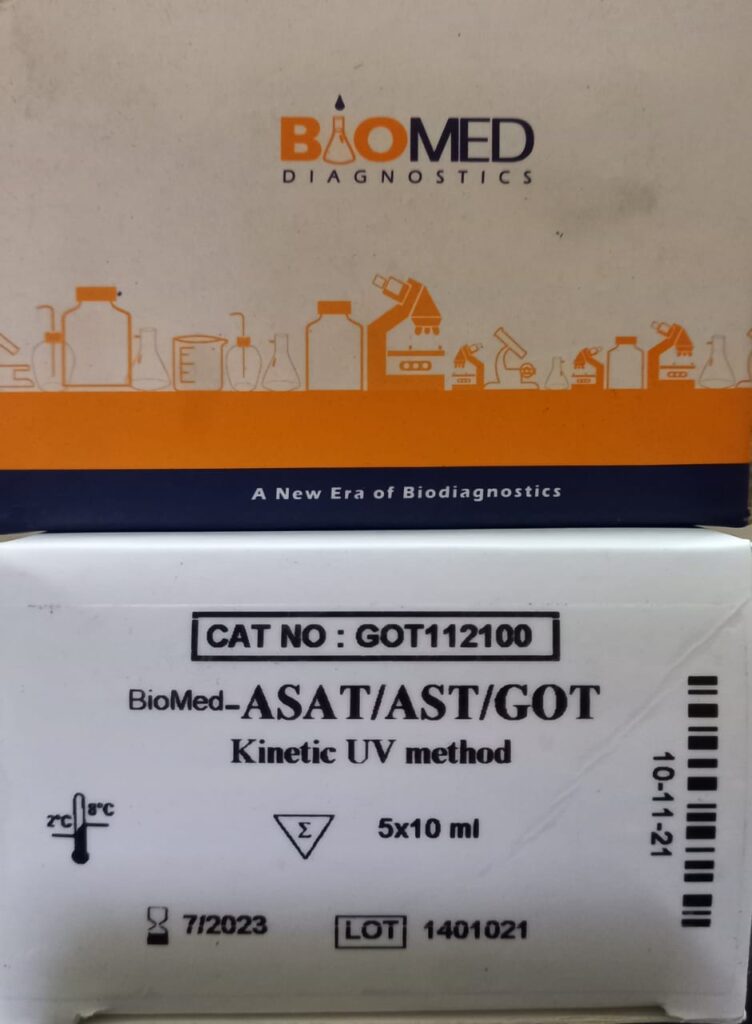 BIOMED
DIAGNOSTICS
A New Era of Biodiagnostics
CAT NO : GOT112100
BioMed-ASAT/AST/GOT
Kinetic UV method
2°C 8°C
Σ 5x10 ml
10-11-21
7/2023 LOT 1401021